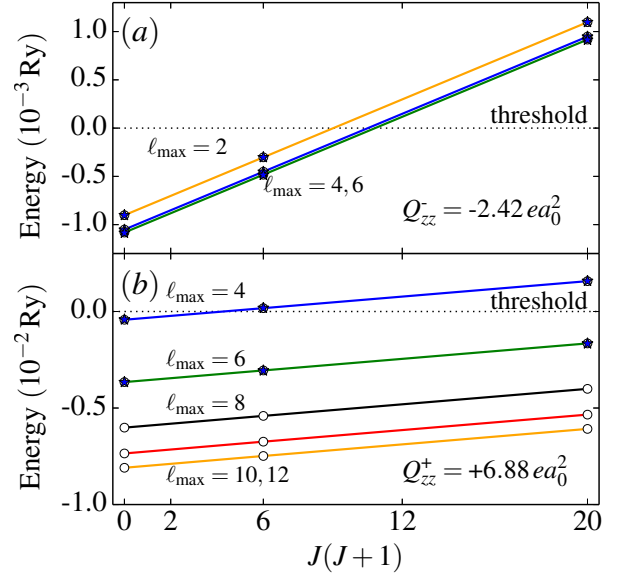 (a)
1.0
0.5
0.0
-0.5
-1.0
Energy (10⁻³ Ry)
threshold
ℓmax = 2
ℓmax = 4,6
Q⁻zz = -2.42 ea₀²
(b)
0.0
-0.5
-1.0
Energy (10⁻² Ry)
ℓmax = 4
threshold
ℓmax = 6
ℓmax = 8
ℓmax = 10,12
Q⁺zz = +6.88 ea₀²
0 2 6 12 20
J(J+1)